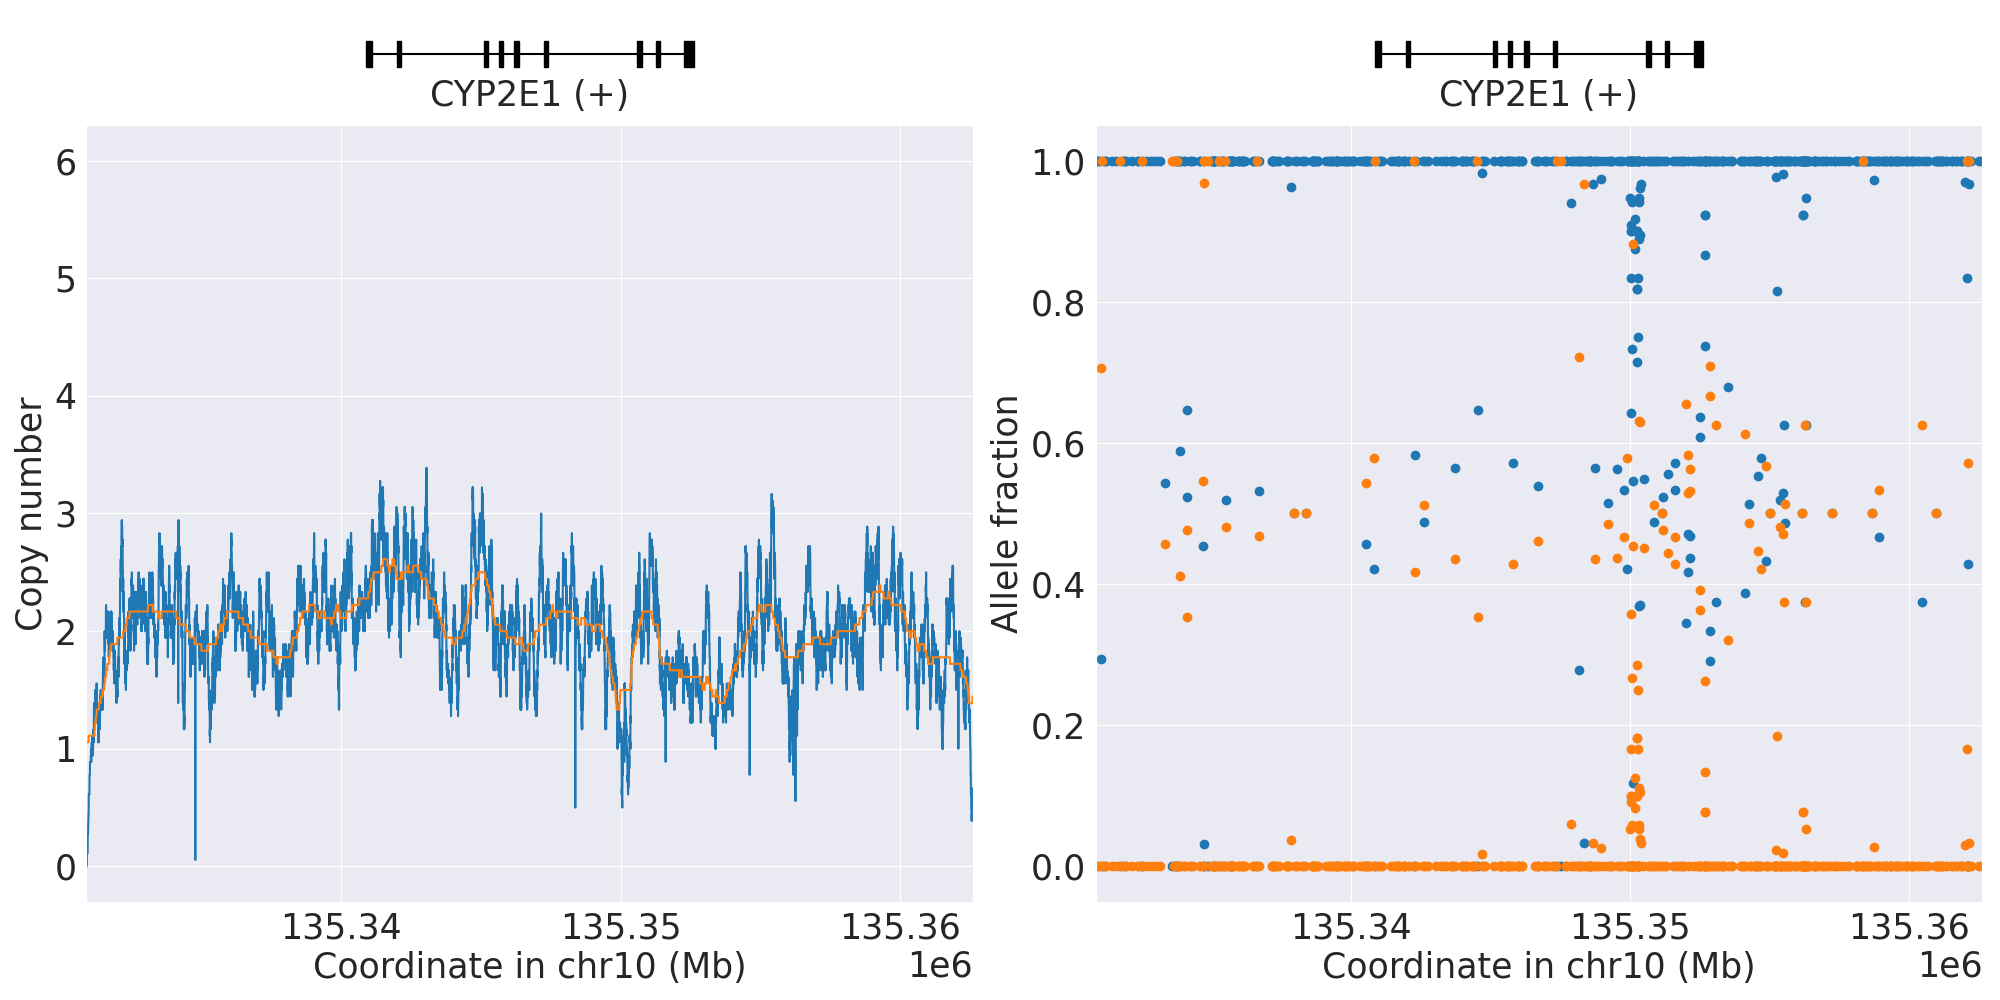 CYP2E1 (+)
6
5
4
3
2
1
0
Copy number
135.34 135.35 135.36
1e6
Coordinate in chr10 (Mb)
CYP2E1 (+)
1.0
0.8
0.6
0.4
0.2
0.0
Allele fraction
135.34 135.35 135.36
1e6
Coordinate in chr10 (Mb)